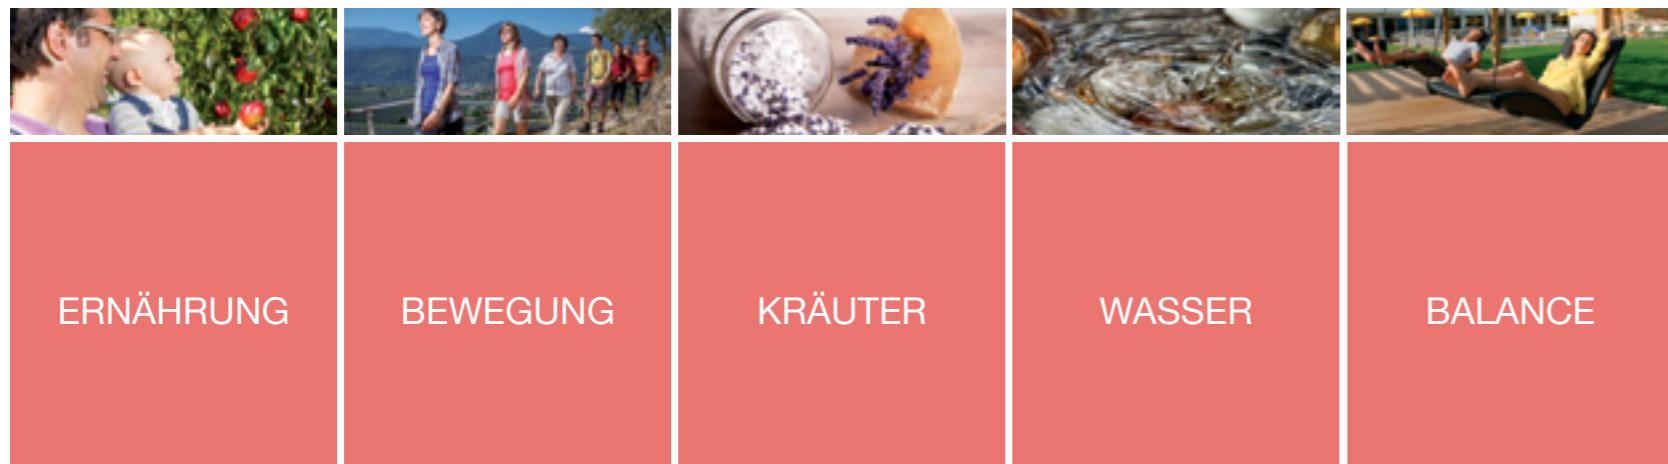 ERNÄHRUNG
BEWEGUNG
KRÄUTER
WASSER
BALANCE